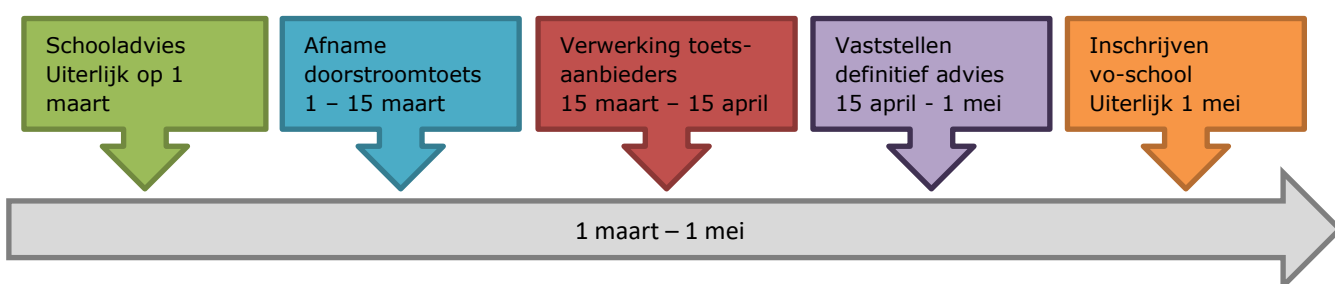 Schooladvies
Uiterlijk op 1
maart
Afname
doorstroomtoets
1 – 15 maart
Verwerking toets-
aanbieders
15 maart – 15 april
Vaststellen
definitief advies
15 april - 1 mei
Inschrijven
vo-school
Uiterlijk 1 mei
1 maart – 1 mei